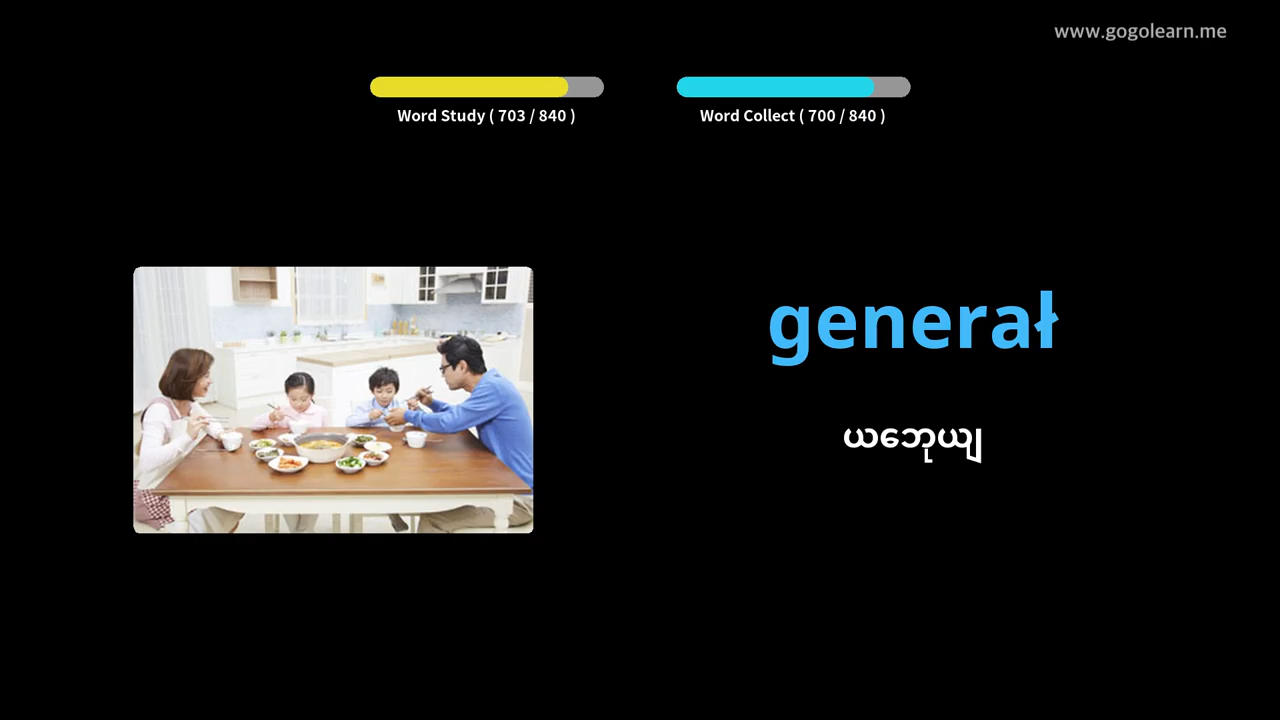 www.gogolearn.me
Word Study ( 703 / 840 )
Word Collect ( 700 / 840 )
generał
ယဘေုယျ